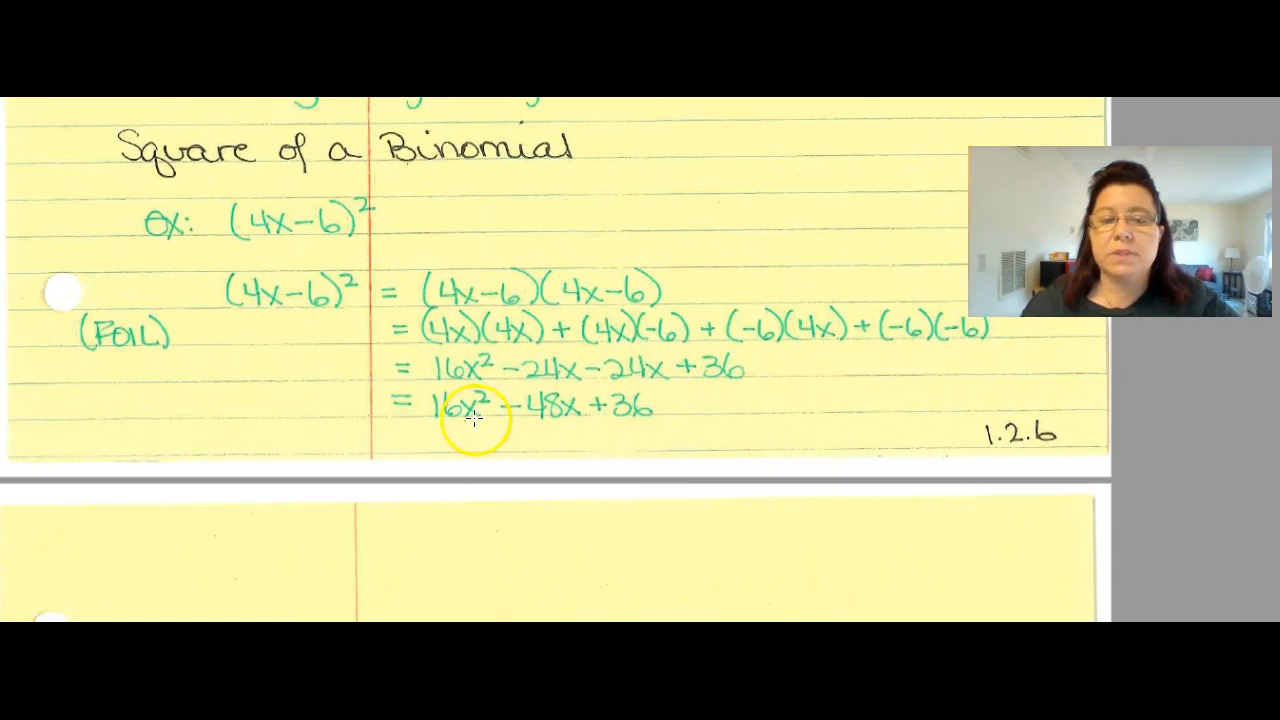 Square of a Binomial
ex: (4x-6)²
(4x-6)² = (4x-6)(4x-6)
(FOIL) = (4x)(4x) + (4x)(-6) + (-6)(4x) + (-6)(-6)
= 16x² - 24x - 24x + 36
= 16x² - 48x + 36
1.2.6